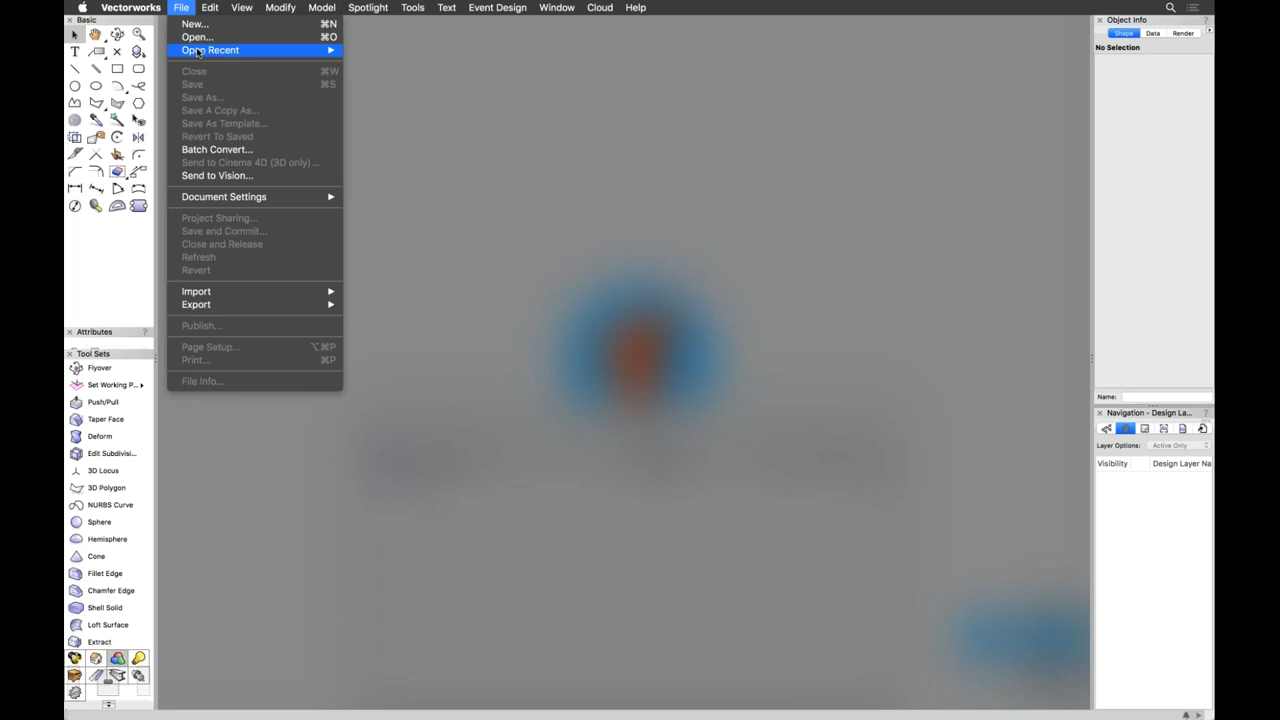 Vectorworks File Edit View Modify Model Spotlight Tools Text Event Design Window Cloud Help
Basic
New... ⌘N
Open... ⌘O
Open Recent
Close ⌘W
Save ⌘S
Save As...
Save A Copy As...
Save As Template...
Revert To Saved
Batch Convert...
Send to Cinema 4D (3D only)...
Send to Vision...
Document Settings
Project Sharing...
Save and Commit...
Close and Release
Refresh
Revert
Import
Export
Publish...
Page Setup... ⌥⌘P
Print... ⌘P
File Info...
Attributes ?
Tool Sets
Flyover
Set Working P...
Push/Pull
Taper Face
Deform
Edit Subdivisi...
3D Locus
3D Polygon
NURBS Curve
Sphere
Hemisphere
Cone
Fillet Edge
Chamfer Edge
Shell Solid
Loft Surface
Extract
Object Info ?
Shape Data Render
No Selection
Name:
Navigation - Design La... ?
Layer Options: Active Only
Visibility Design Layer Na